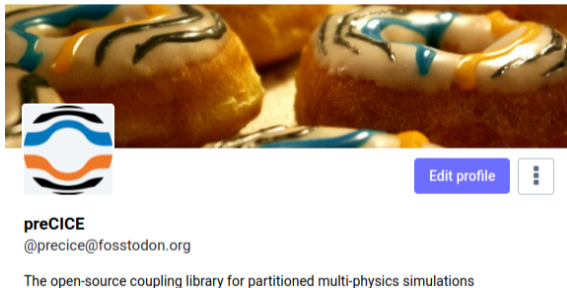 Edit profile
preCICE
@precice@fosstodon.org
The open-source coupling library for partitioned multi-physics simulations